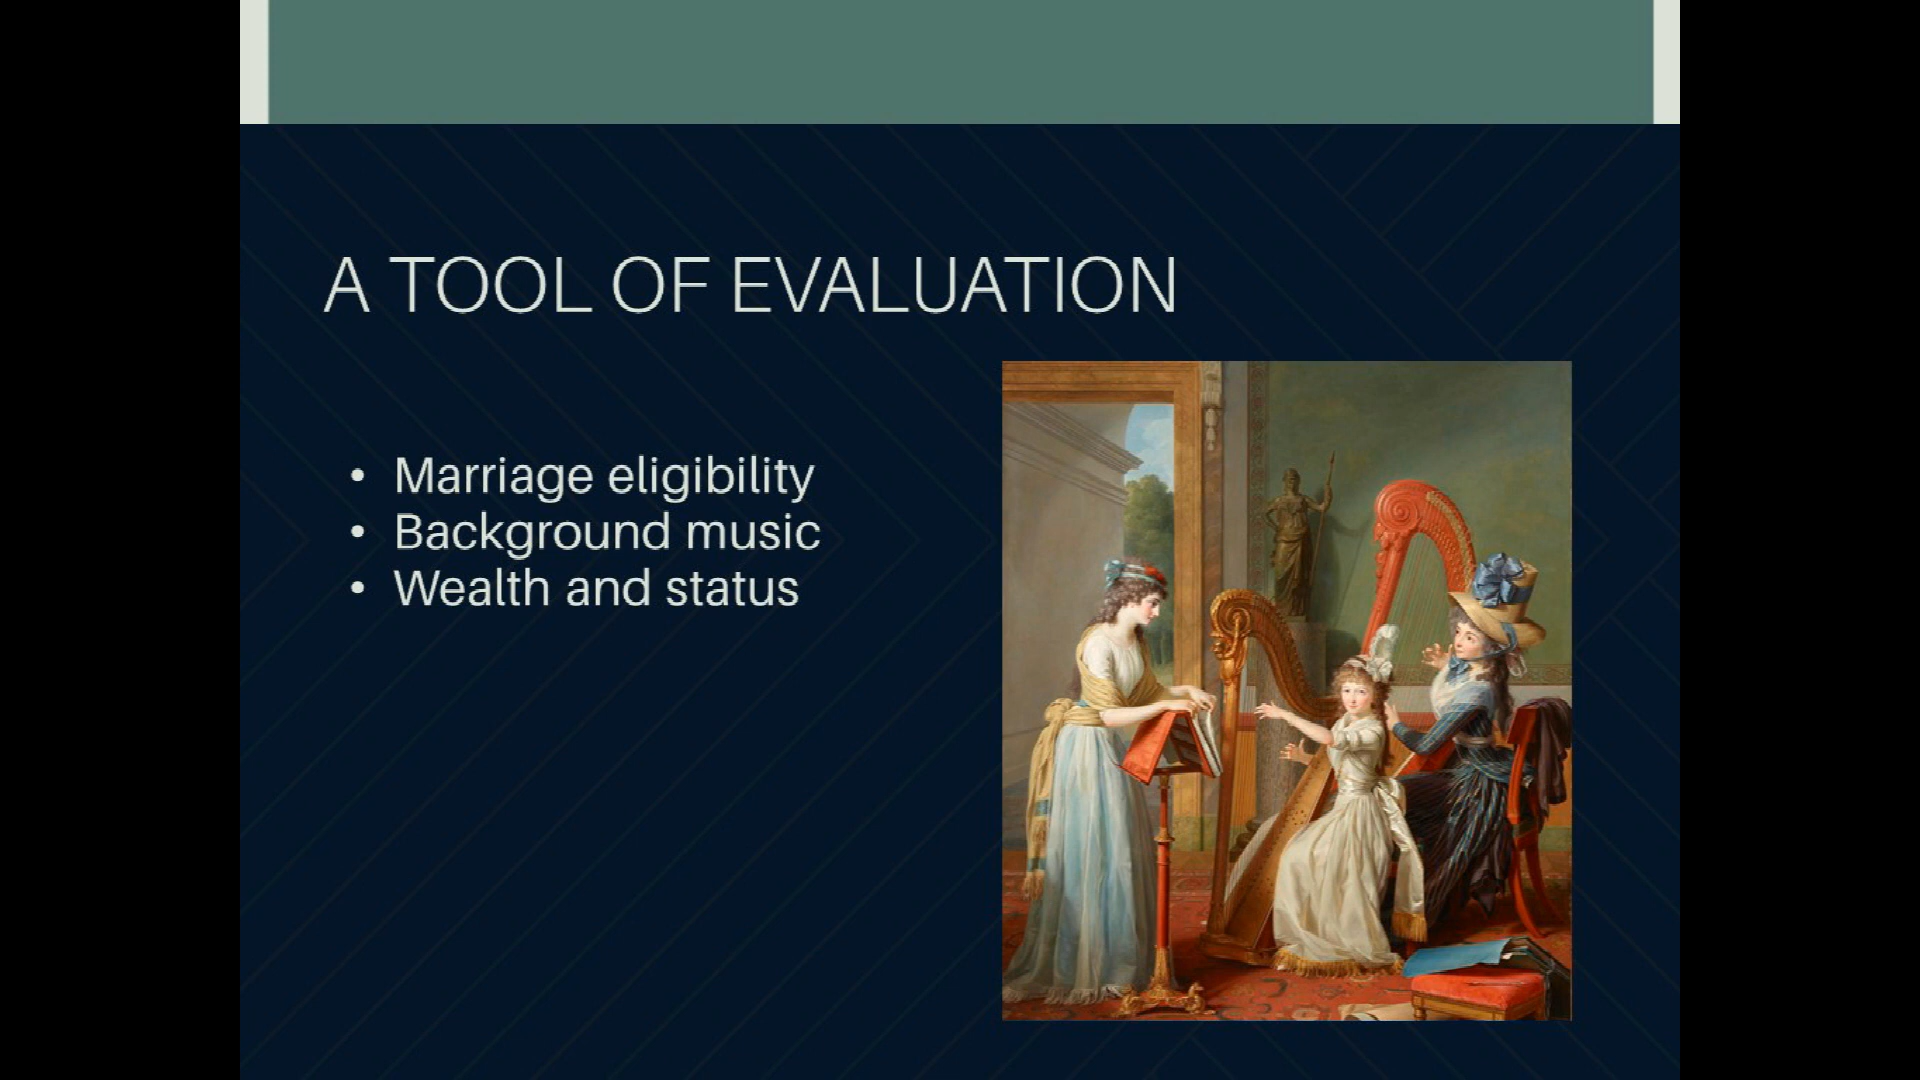 A TOOL OF EVALUATION
• Marriage eligibility
• Background music
• Wealth and status